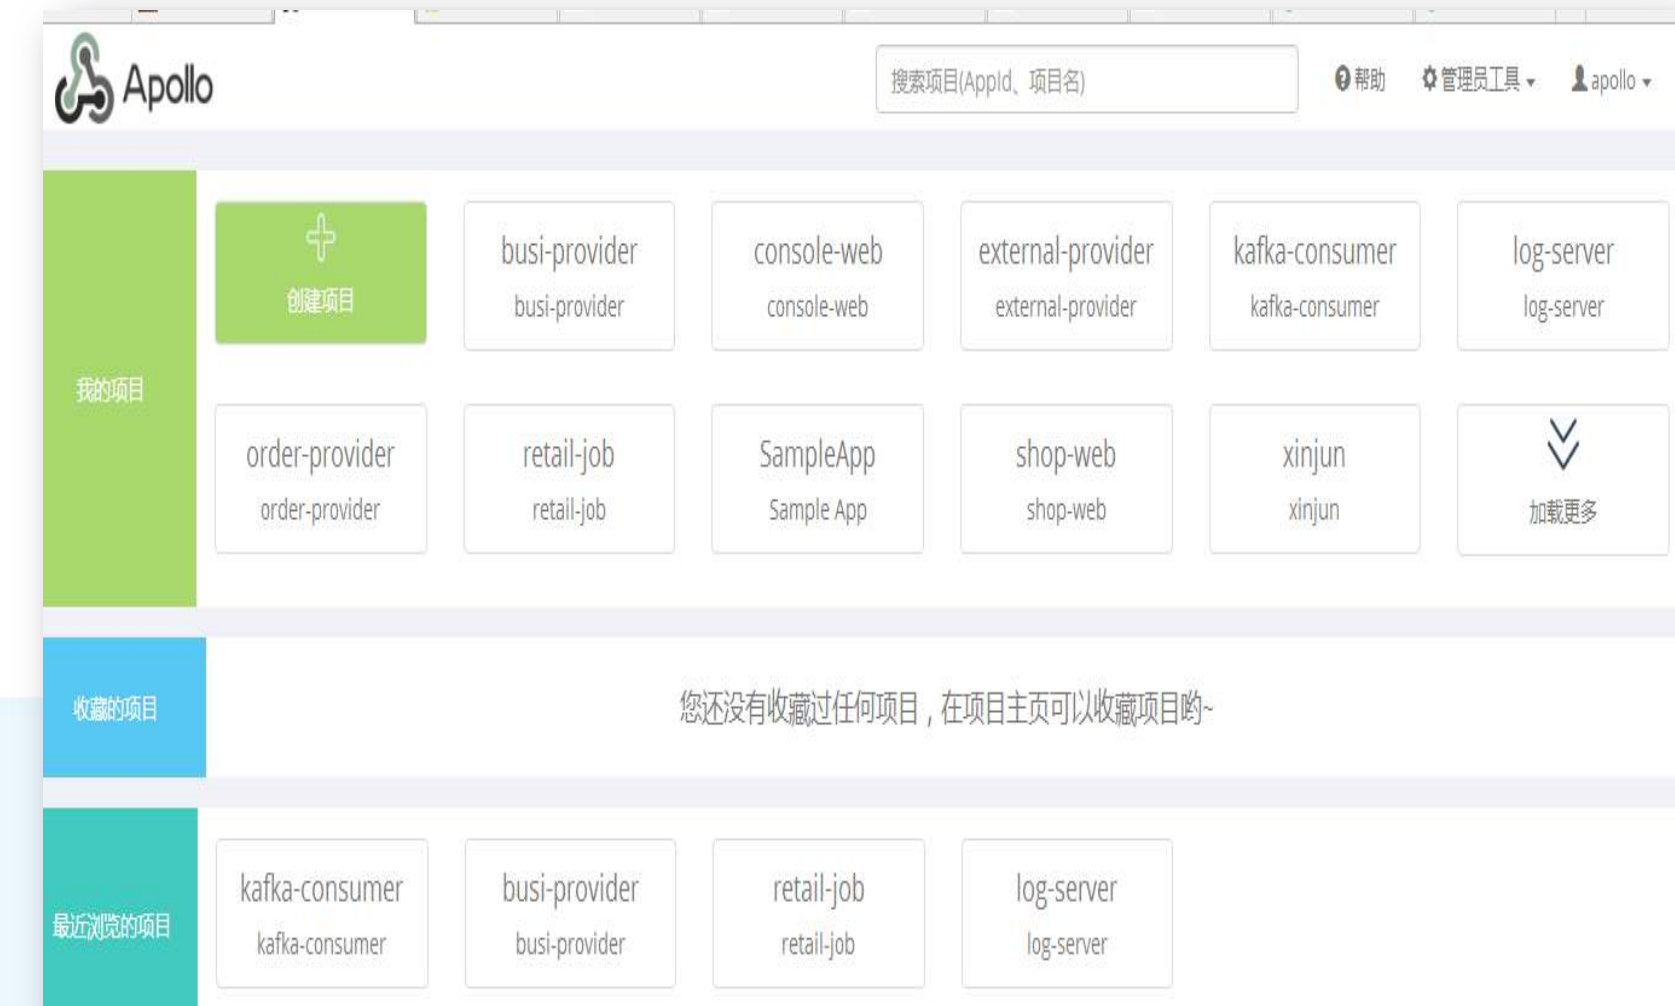 Apollo
搜索项目(AppId、项目名)
帮助
管理员工具
apollo
我的项目
创建项目
busi-provider
busi-provider
console-web
console-web
external-provider
external-provider
kafka-consumer
kafka-consumer
log-server
log-server
order-provider
order-provider
retail-job
retail-job
SampleApp
Sample App
shop-web
shop-web
xinjun
xinjun
加载更多
收藏的项目
您还没有收藏过任何项目，在项目主页可以收藏项目哟~
最近浏览的项目
kafka-consumer
kafka-consumer
busi-provider
busi-provider
retail-job
retail-job
log-server
log-server